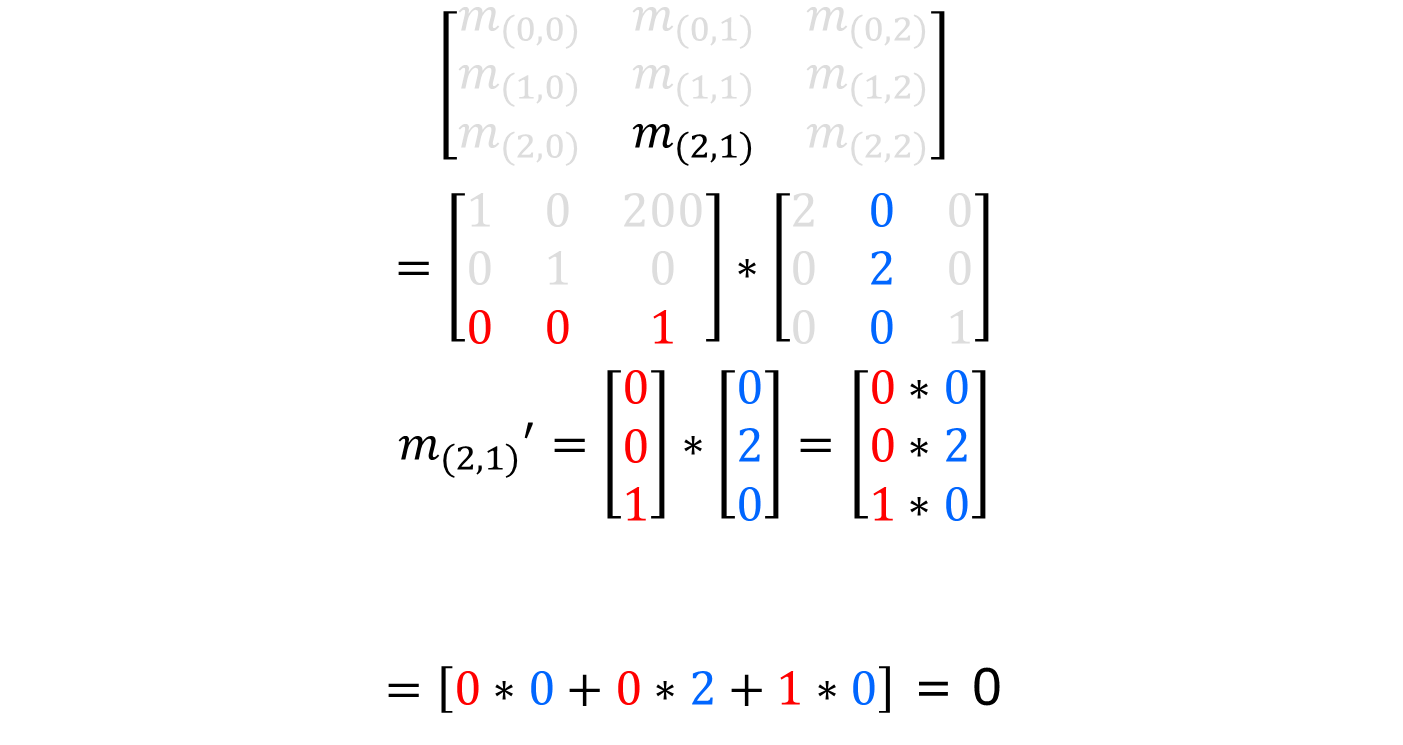 m(0,0) m(0,1) m(0,2)
m(1,0) m(1,1) m(1,2)
m(2,0) m(2,1) m(2,2)
= [1 0 200] * [2 0 0]
[0 1 0] [0 2 0]
[0 0 1] [0 0 1]
m(2,1)′ = [0] * [0] = [0 * 0]
[0] [2] [0 * 2]
[1] [0] [1 * 0]
= [0 * 0 + 0 * 2 + 1 * 0] = 0